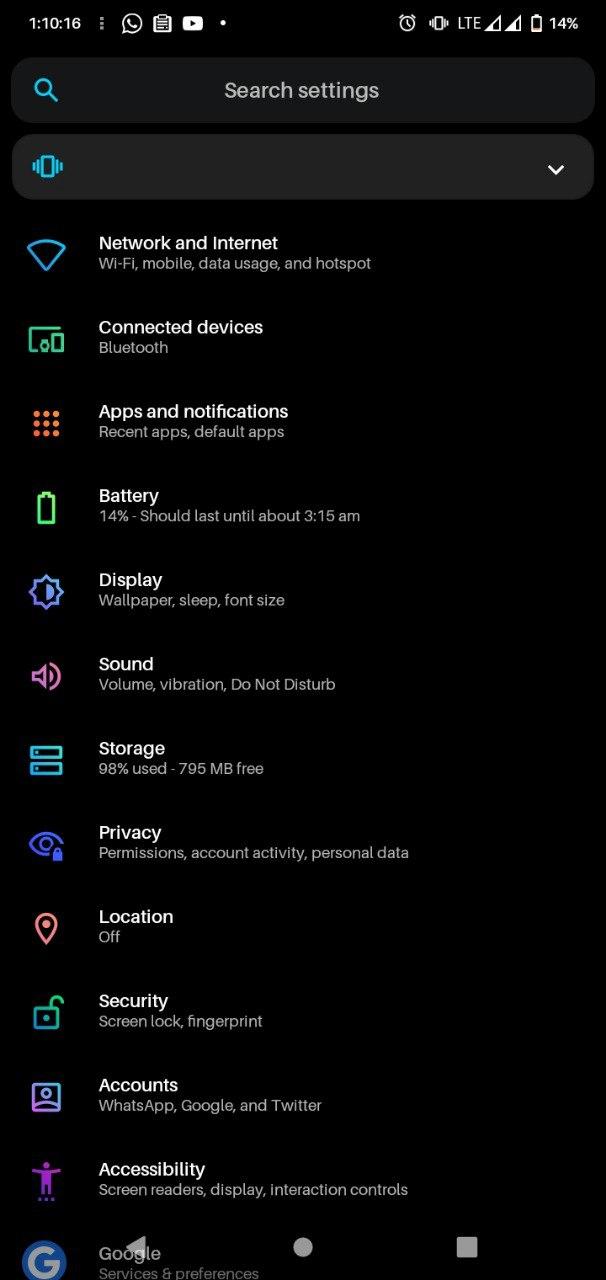 1:10:16 LTE 14%
Search settings
Network and Internet
Wi-Fi, mobile, data usage, and hotspot
Connected devices
Bluetooth
Apps and notifications
Recent apps, default apps
Battery
14% - Should last until about 3:15 am
Display
Wallpaper, sleep, font size
Sound
Volume, vibration, Do Not Disturb
Storage
98% used - 795 MB free
Privacy
Permissions, account activity, personal data
Location
Off
Security
Screen lock, fingerprint
Accounts
WhatsApp, Google, and Twitter
Accessibility
Screen readers, display, interaction controls
Google
Services & preferences